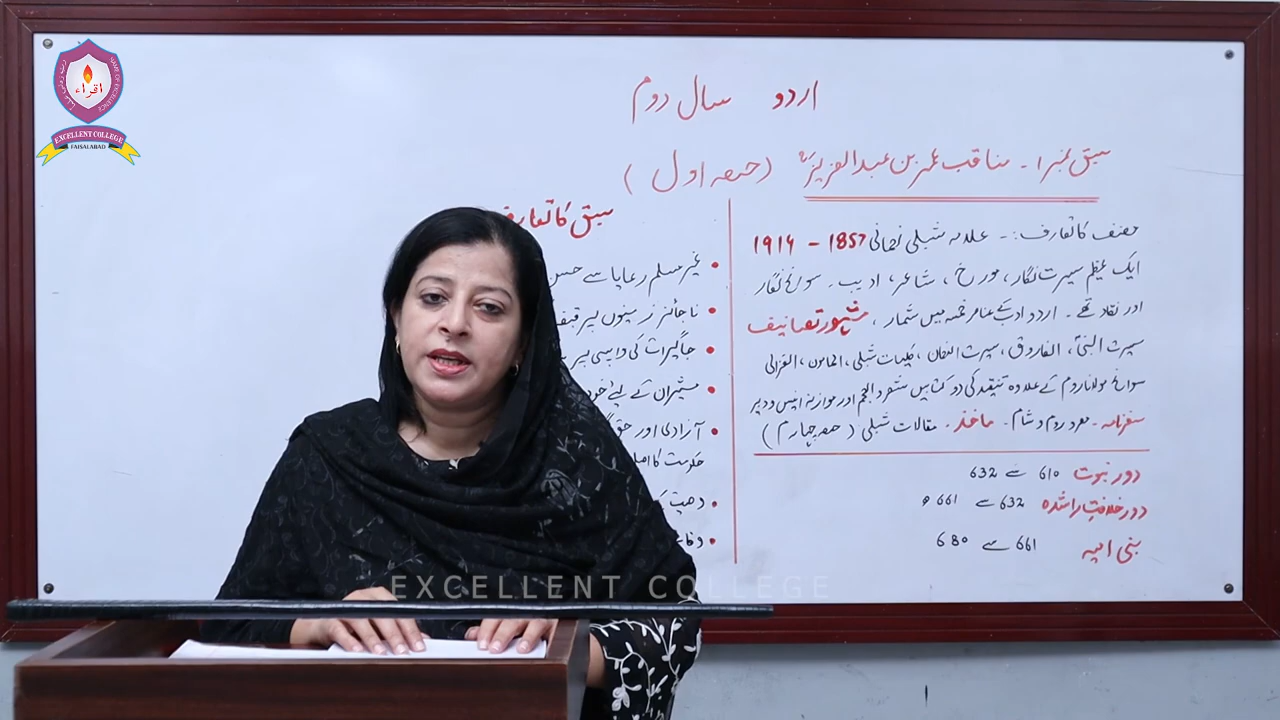 اردو سال دوم
سبق نمبر ۱۔ مناقب عمر بن عبدالعزیزؒ (حصہ اول)
مصنف کا تعارف:۔ علامہ شبلی نعمانی 1857 – 1914
ایک عظیم سیرت نگار، مورخ، شاعر، ادیب۔ سوانح نگار
اور نقاد تھے۔ اردو ادب کے عناصر خمسہ میں شمار، مشہور تصانیف
سیرت النبیؐ، الفاروق، سیرت النعمان، کلیات شبلی، المامون، الغزالی
سوانح مولانا روم کے علاوہ تنقید کی دو کتابیں شعر العجم اور موازنہ انیس و دبیر
سفرنامہ۔ روم و شام۔ ماخذ۔ مقالات شبلی (حصہ چہارم)
دور نبوت 610 سے 632
دور خلافت راشدہ 632 سے 661ء
بنی امیہ 661 سے 680
سبق کا تعارف
• غیر مسلم رعایا سے حسن
• ناجائز زمینوں پر
• جاگیرات کی واپسی
• مشیران کے لیے
• آزادی اور
حکومت کا
اقراء
EXCELLENT COLLEGE
FAISALABAD
EXCELLENT COLLEGE